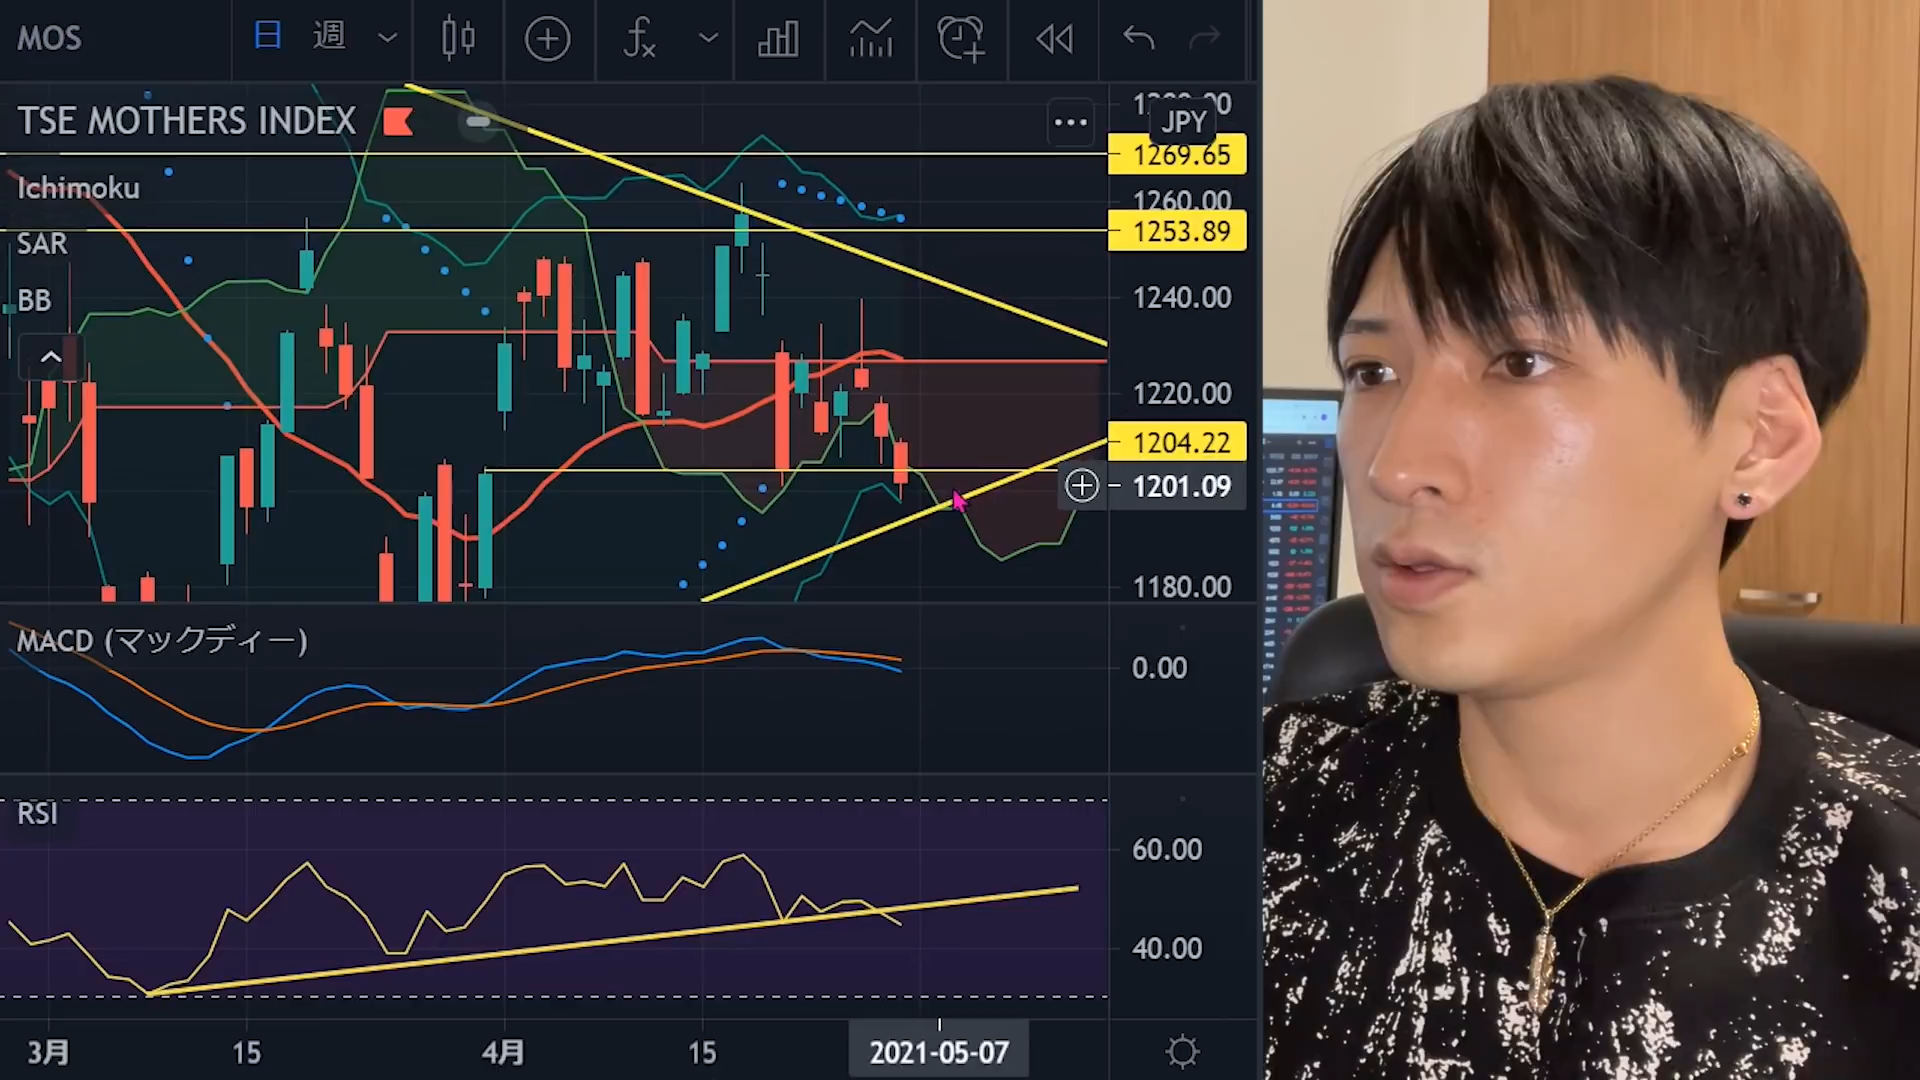 MOS
日 週
TSE MOTHERS INDEX
JPY
1269.65
Ichimoku
1260.00
SAR
1253.89
BB
1240.00
1220.00
1204.22
1201.09
1180.00
MACD (マックディー)
0.00
RSI
60.00
40.00
3月 15 4月 15 2021-05-07